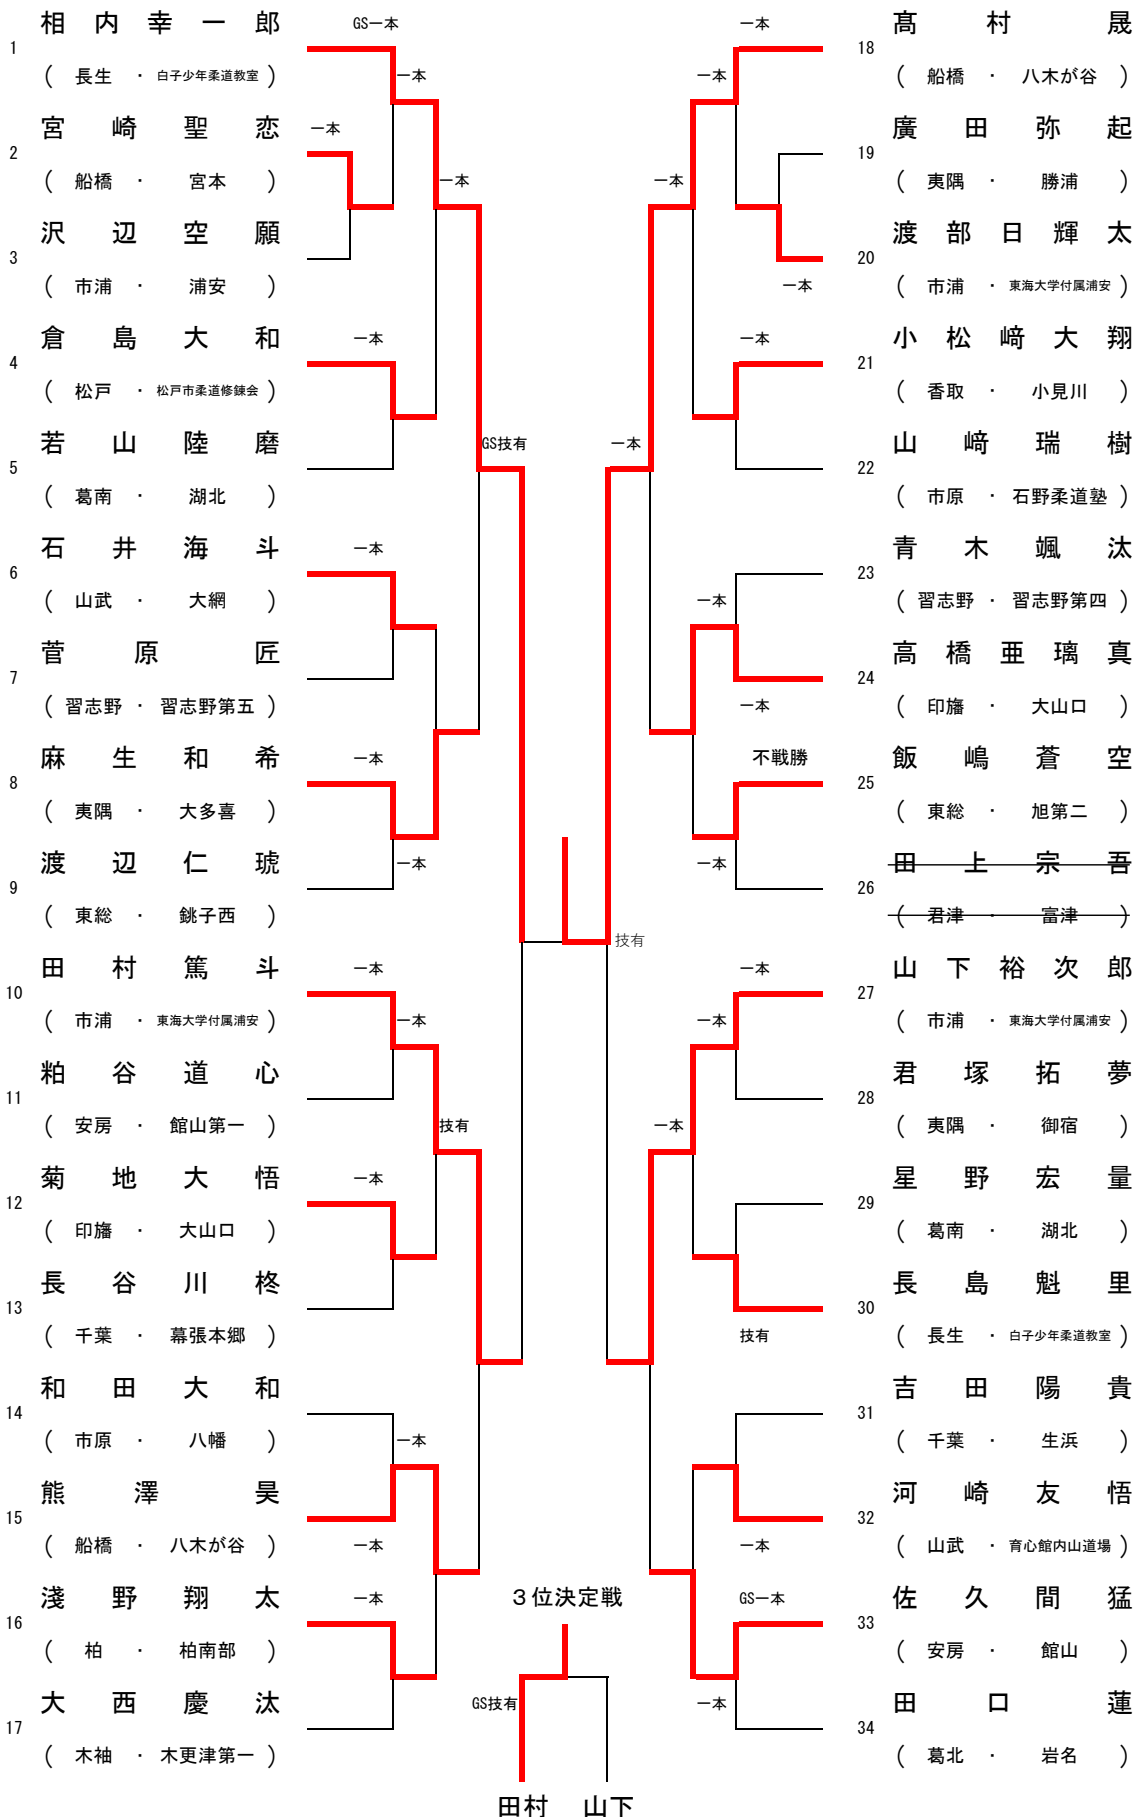 相内幸一郎
1
(長生・白子少年柔道教室)
GS一本
一本
宮崎聖恋
2
(船橋・宮本)
一本
一本
沢辺空願
3
(市浦・浦安)
倉島大和
4
(松戸・松戸市柔道修錬会)
一本
若山陸磨
5
(葛南・湖北)
GS技有
石井海斗
6
(山武・大網)
一本
菅原匠
7
(習志野・習志野第五)
麻生和希
8
(夷隅・大多喜)
一本
渡辺仁琥
9
(東総・銚子西)
一本
田村篤斗
10
(市浦・東海大学付属浦安)
一本
一本
粕谷道心
11
(安房・館山第一)
技有
菊地大悟
12
(印旛・大山口)
一本
長谷川柊
13
(千葉・幕張本郷)
和田大和
14
(市原・八幡)
一本
熊澤昊
15
(船橋・八木が谷)
一本
淺野翔太
16
(柏・柏南部)
一本
大西慶汰
17
(木袖・木更津第一)
髙村晟
18
(船橋・八木が谷)
一本
一本
廣田弥起
19
(夷隅・勝浦)
一本
渡部日輝太
20
(市浦・東海大学付属浦安)
一本
小松﨑大翔
21
(香取・小見川)
一本
山﨑瑞樹
22
(市原・石野柔道塾)
一本
青木颯汰
23
(習志野・習志野第四)
一本
高橋亜璃真
24
(印旛・大山口)
一本
飯嶋蒼空
25
(東総・旭第二)
不戦勝
田上宗吾
26
(君津・富津)
一本
技有
山下裕次郎
27
(市浦・東海大学付属浦安)
一本
一本
君塚拓夢
28
(夷隅・御宿)
一本
星野宏量
29
(葛南・湖北)
長島魁里
30
(長生・白子少年柔道教室)
技有
吉田陽貴
31
(千葉・生浜)
河崎友悟
32
(山武・育心館内山道場)
一本
佐久間猛
33
(安房・館山)
GS一本
田口蓮
34
(葛北・岩名)
一本
3位決定戦
GS技有
田村 山下